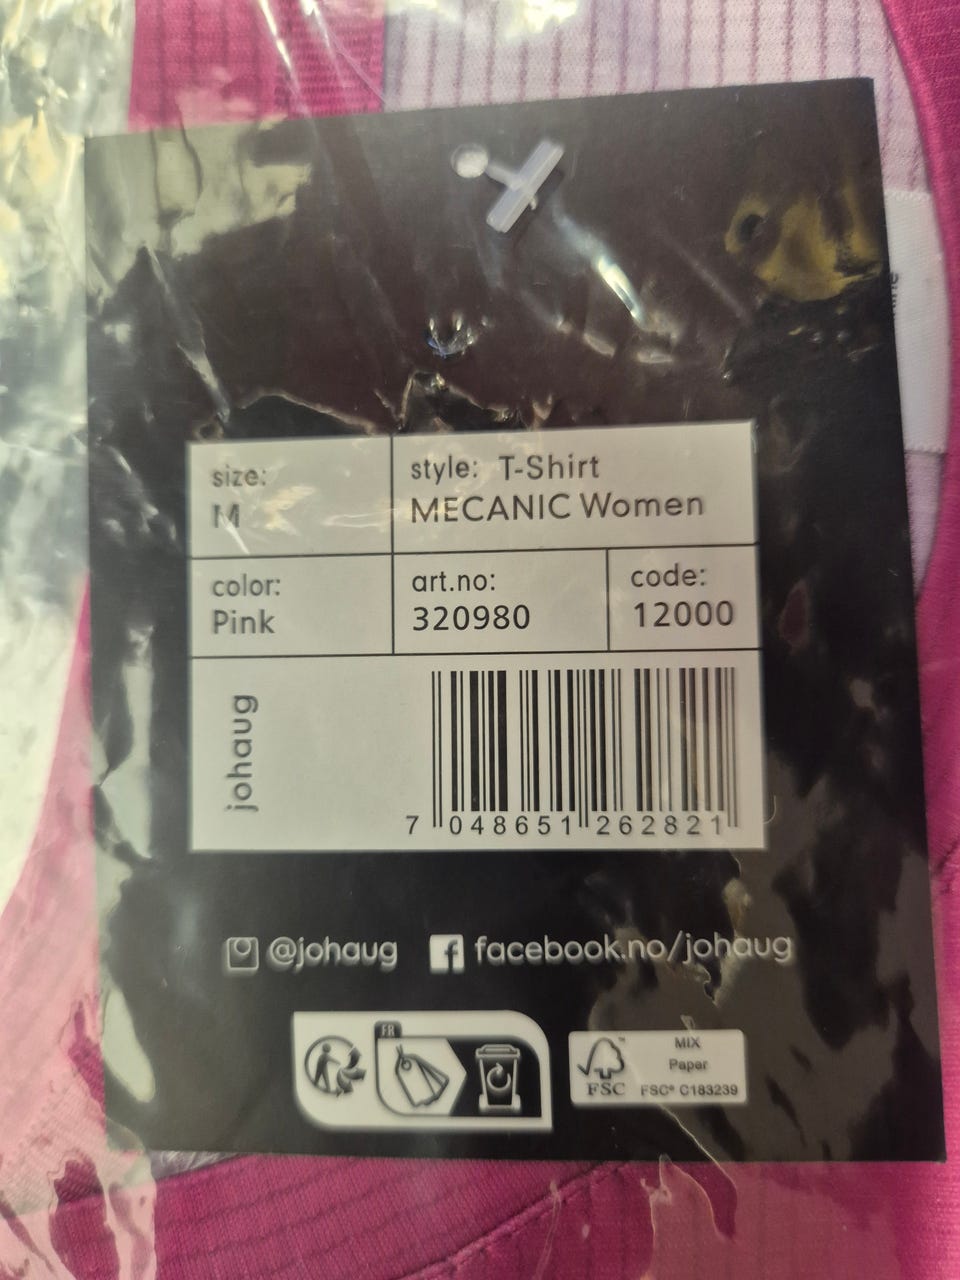 size:
M
style: T-Shirt
MECANIC Women
color:
Pink
art.no:
320980
code:
12000
johaug
7 048651 262821
@johaug
facebook.no/johaug
FR
FSC
MIX
Paper
FSC® C183239